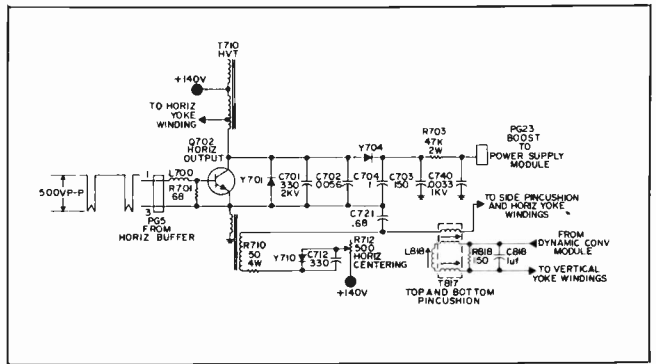 T710
HVT
+140V
TO HORIZ
YOKE
WINDING
Q702
HORIZ
OUTPUT
Y704
R703
47K
2W
PG23
BOOST
TO
POWER SUPPLY
MODULE
500VP-P
1
L700
R701
68
3
PG5
FROM
HORIZ BUFFER
Y701
C701
330
2KV
C702
.0056
C704
.1
C703
150
C740
.0033
1KV
C721
.68
TO SIDE PINCUSHION
AND HORIZ YOKE
WINDINGS
R710
50
4W
Y710
C712
330
R712
500
HORIZ
CENTERING
+140V
L818
R818
150
C818
1uf
FROM
DYNAMIC CONV
MODULE
TO VERTICAL
YOKE WINDINGS
T817
TOP AND BOTTOM
PINCUSHION